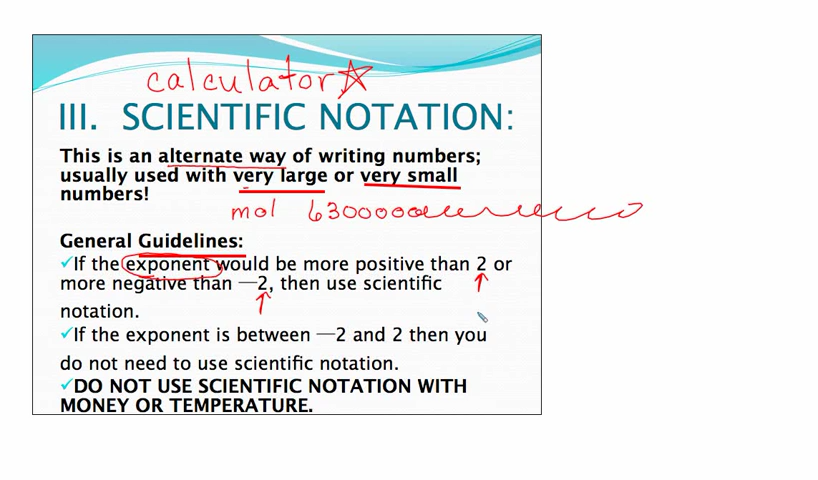 calculator
III. SCIENTIFIC NOTATION:
This is an alternate way of writing numbers;
usually used with very large or very small
numbers!
mol 6300000
General Guidelines:
✓If the exponent would be more positive than 2 or
more negative than —2, then use scientific
notation.
✓If the exponent is between —2 and 2 then you
do not need to use scientific notation.
✓DO NOT USE SCIENTIFIC NOTATION WITH
MONEY OR TEMPERATURE.